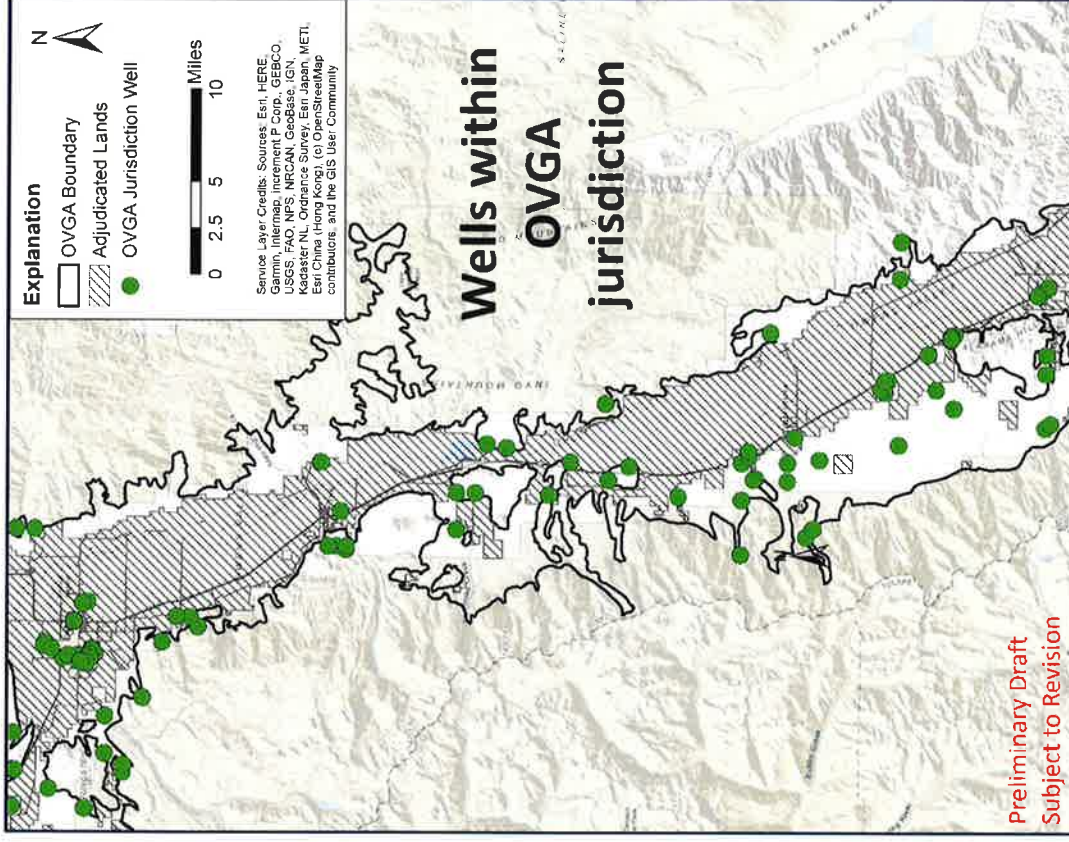 Explanation
N
OVGA Boundary
Adjudicated Lands
OVGA Jurisdiction Well
0 2.5 5 10
Miles
Service Layer Credits: Sources: Esri, HERE,
Garmin, Intermap, increment P Corp., GEBCO,
USGS, FAO, NPS, NRCAN, GeoBase, IGN,
Kadaster NL, Ordnance Survey, Esri Japan, METI,
Esri China (Hong Kong), (c) OpenStreetMap
contributors, and the GIS User Community
Wells within
OVGA
jurisdiction
SALINE
SALINE VAL
INYO MOUNTAI
Preliminary Draft
Subject to Revision